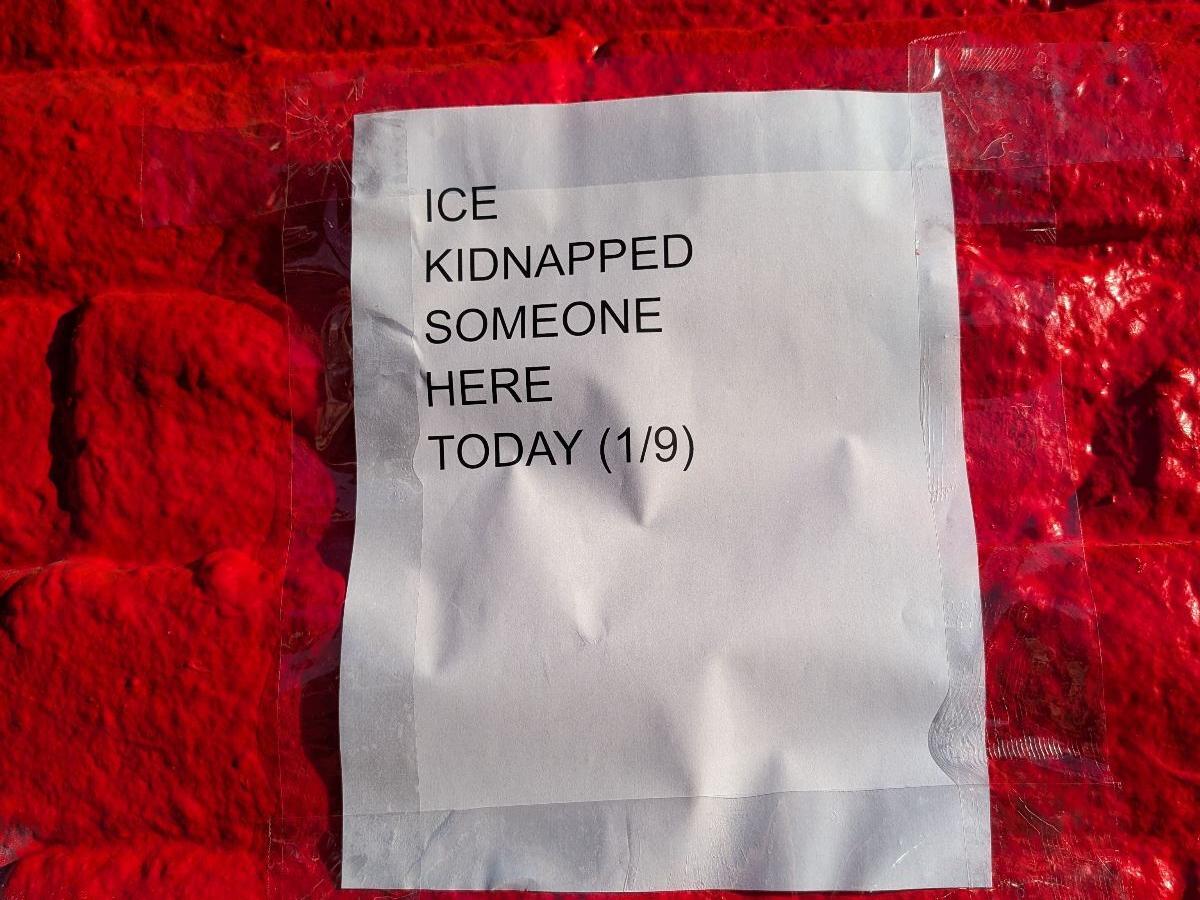 ICE
KIDNAPPED
SOMEONE
HERE
TODAY (1/9)